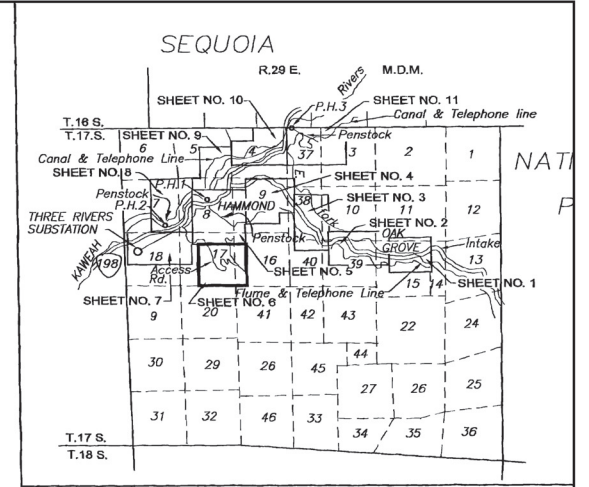 SEQUOIA
R.29 E. M.D.M.
Rivers
SHEET NO. 10
P.H.3
SHEET NO. 11
Canal & Telephone line
T.16 S.
T.17.S.
SHEET NO. 9
Penstock
6 5 4 37 3 2 1
Canal & Telephone Line
NATI
SHEET NO. 8
P.H.1
E.
SHEET NO. 4
Penstock
P.H.2
7 8 9 38
SHEET NO. 3
HAMMOND
Fork
10 11 12
P
SHEET NO. 2
THREE RIVERS
SUBSTATION
OAK
GROVE
Penstock
Intake
KAWEAH
198
18 17 16 40 39 13
Access
Rd.
SHEET NO. 5
15 14
SHEET NO. 1
Flume & Telephone Line
SHEET NO. 7
SHEET NO. 6
9 20 41 42 43 22 24
44
30 29 26 45 27 26 25
31 32 46 33 34 35 36
T.17 S.
T.18 S.